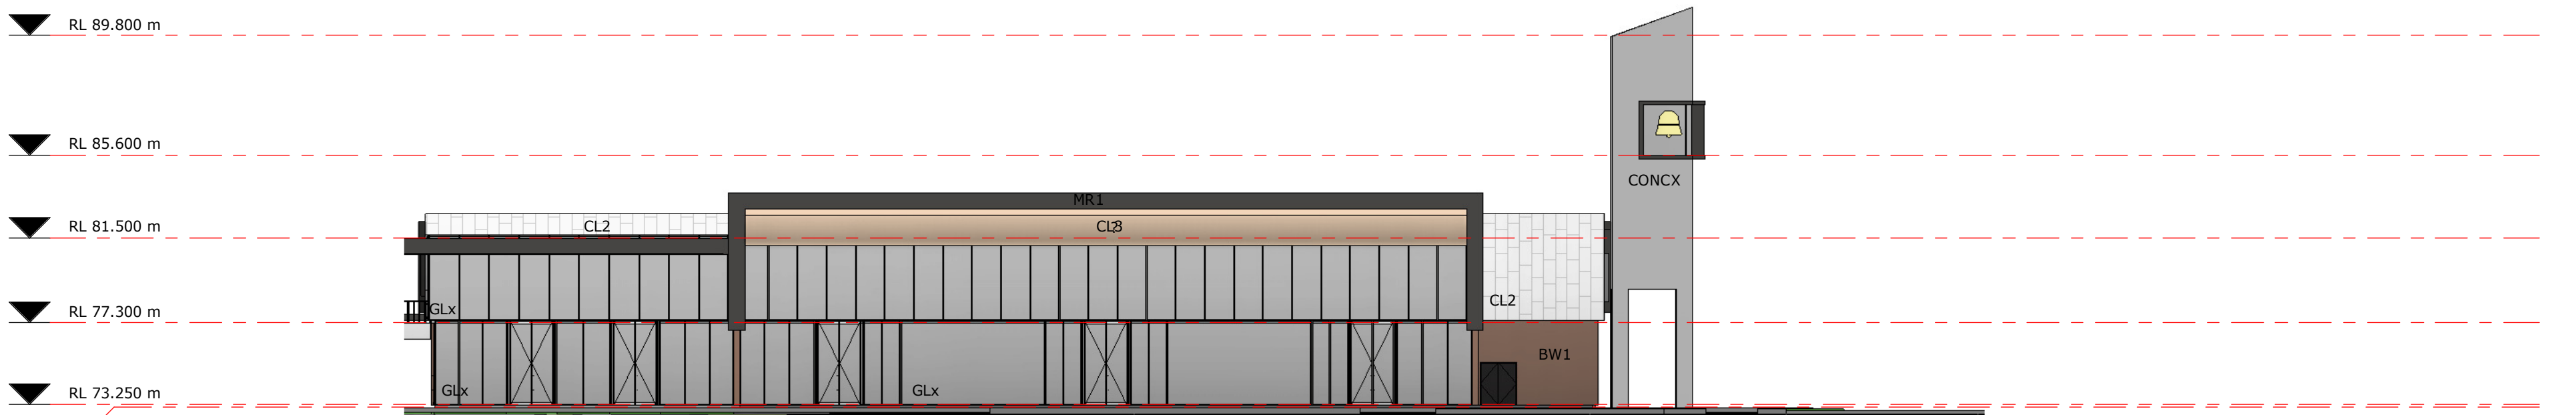 RL 89.800 m
RL 85.600 m
CONCX
MR1
RL 81.500 m
CL2
CL3
CL2
RL 77.300 m
GLx
BW1
RL 73.250 m
GLx
GLx